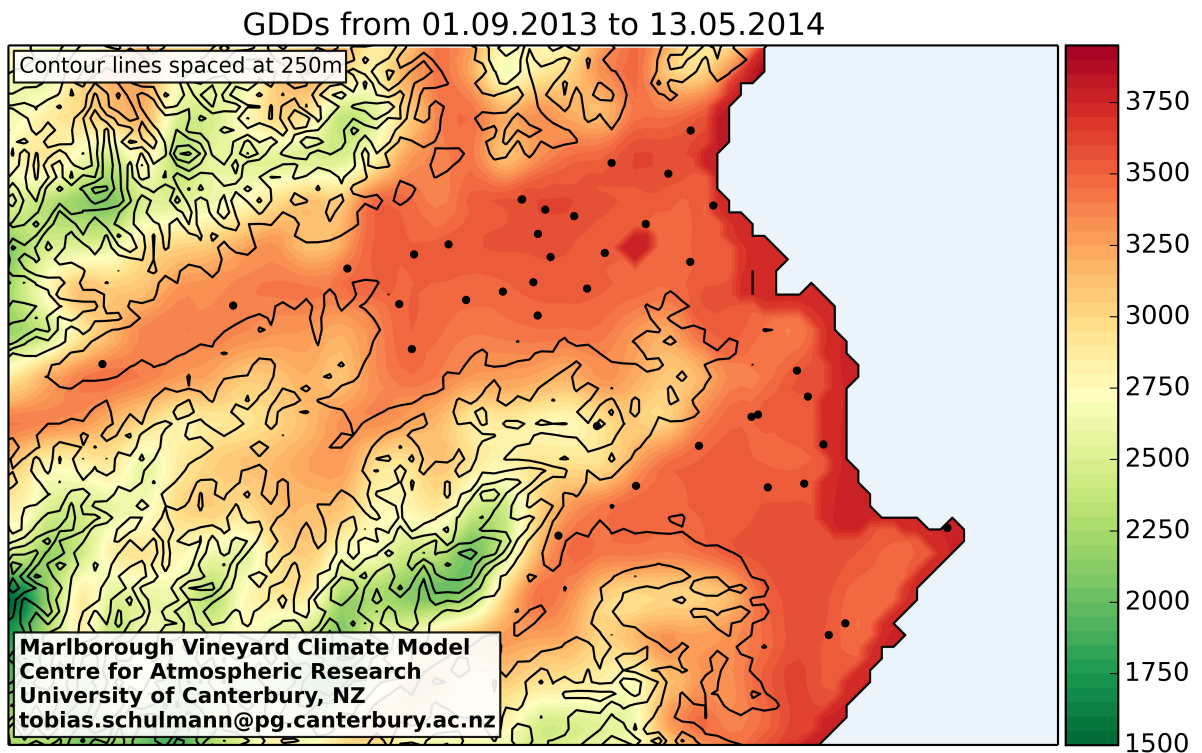 GDDs from 01.09.2013 to 13.05.2014
Contour lines spaced at 250m
3750
3500
3250
3000
2750
2500
2250
2000
1750
1500
Marlborough Vineyard Climate Model
Centre for Atmospheric Research
University of Canterbury, NZ
tobias.schulmann@pg.canterbury.ac.nz